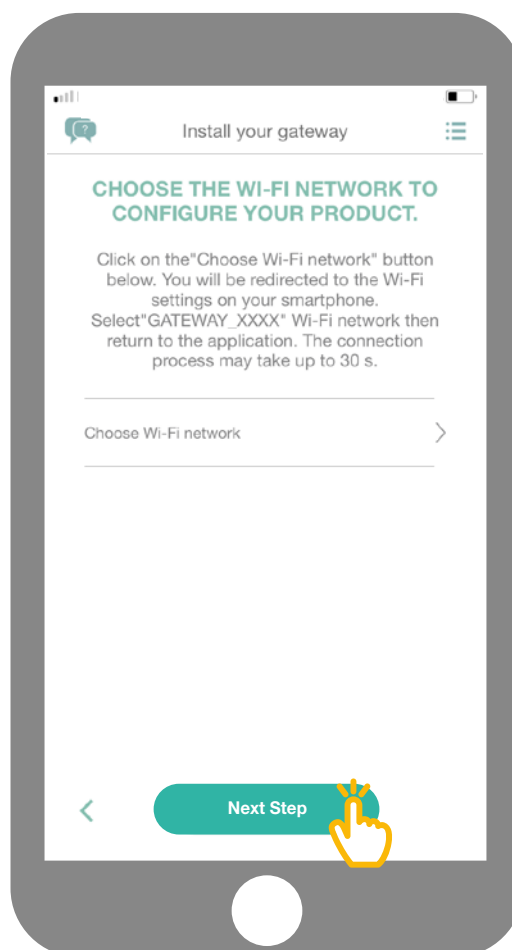 Install your gateway
CHOOSE THE WI-FI NETWORK TO
CONFIGURE YOUR PRODUCT.
Click on the"Choose Wi-Fi network" button
below. You will be redirected to the Wi-Fi
settings on your smartphone.
Select"GATEWAY_XXXX" Wi-Fi network then
return to the application. The connection
process may take up to 30 s.
Choose Wi-Fi network
Next Step